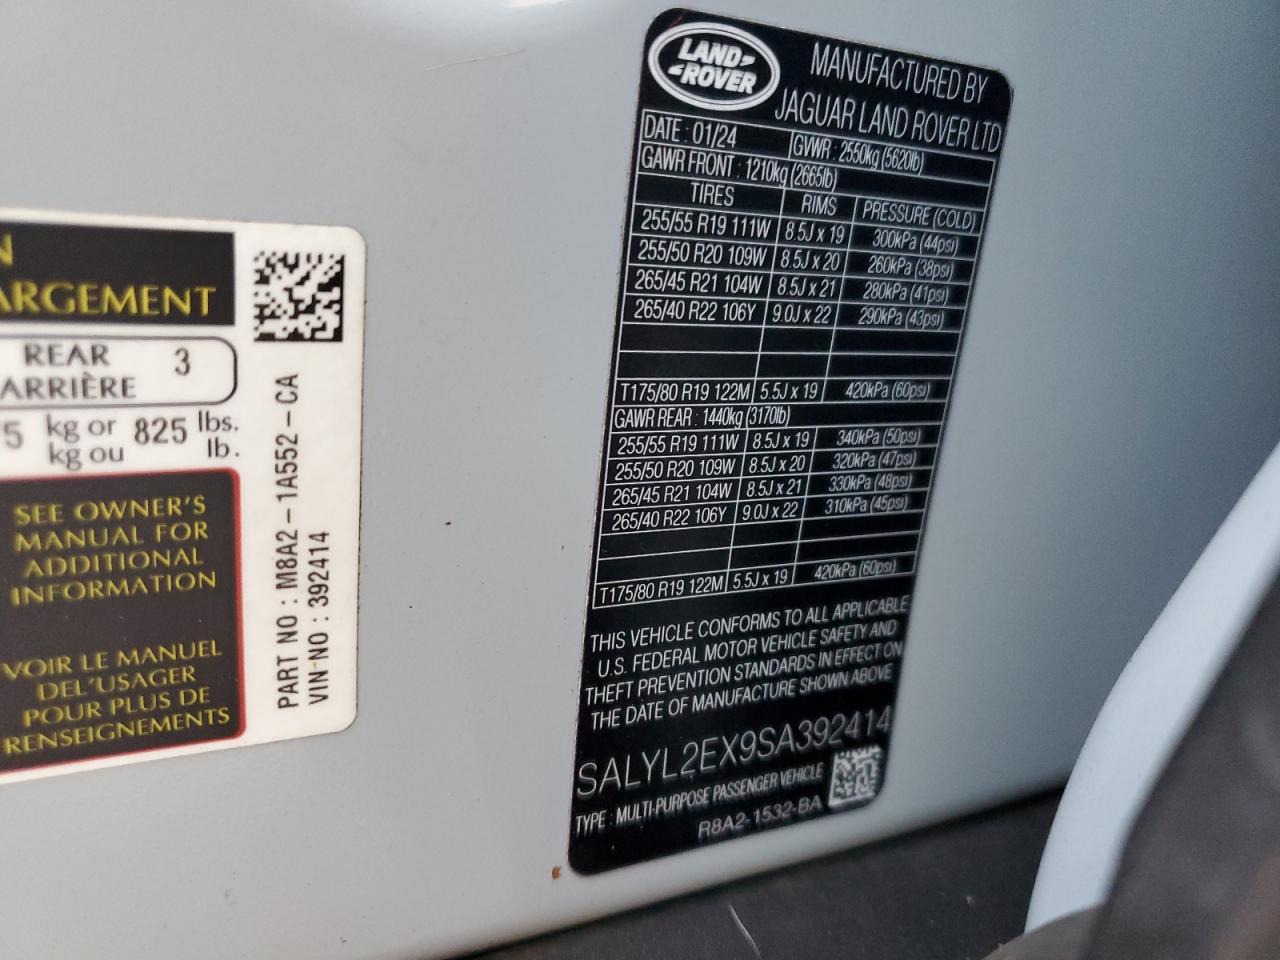 N
ARGEMENT
REAR
ARRIÈRE
3
5 kg or 825 lbs.
kg ou lb.
SEE OWNER'S
MANUAL FOR
ADDITIONAL
INFORMATION
VOIR LE MANUEL
DEL'USAGER
POUR PLUS DE
RENSEIGNEMENTS
PART NO : M8A2 - 1A552 - CA
VIN NO : 392414
LAND
ROVER
MANUFACTURED BY
JAGUAR LAND ROVER LTD
DATE : 01/24 GVWR : 2550kg (5620lb)
GAWR FRONT : 1210kg (2665lb)
TIRES RIMS PRESSURE (COLD)
255/55 R19 111W 8.5J x 19 300kPa (44psi)
255/50 R20 109W 8.5J x 20 260kPa (38psi)
265/45 R21 104W 8.5J x 21 280kPa (41psi)
265/40 R22 106Y 9.0J x 22 290kPa (43psi)
T175/80 R19 122M 5.5J x 19 420kPa (60psi)
GAWR REAR : 1440kg (3170lb)
255/55 R19 111W 8.5J x 19 340kPa (50psi)
255/50 R20 109W 8.5J x 20 320kPa (47psi)
265/45 R21 104W 8.5J x 21 330kPa (48psi)
265/40 R22 106Y 9.0J x 22 310kPa (45psi)
T175/80 R19 122M 5.5J x 19 420kPa (60psi)
THIS VEHICLE CONFORMS TO ALL APPLICABLE
U.S. FEDERAL MOTOR VEHICLE SAFETY AND
THEFT PREVENTION STANDARDS IN EFFECT ON
THE DATE OF MANUFACTURE SHOWN ABOVE
SALYL2EX9SA392414
TYPE : MULTI-PURPOSE PASSENGER VEHICLE
R8A2-1532-BA